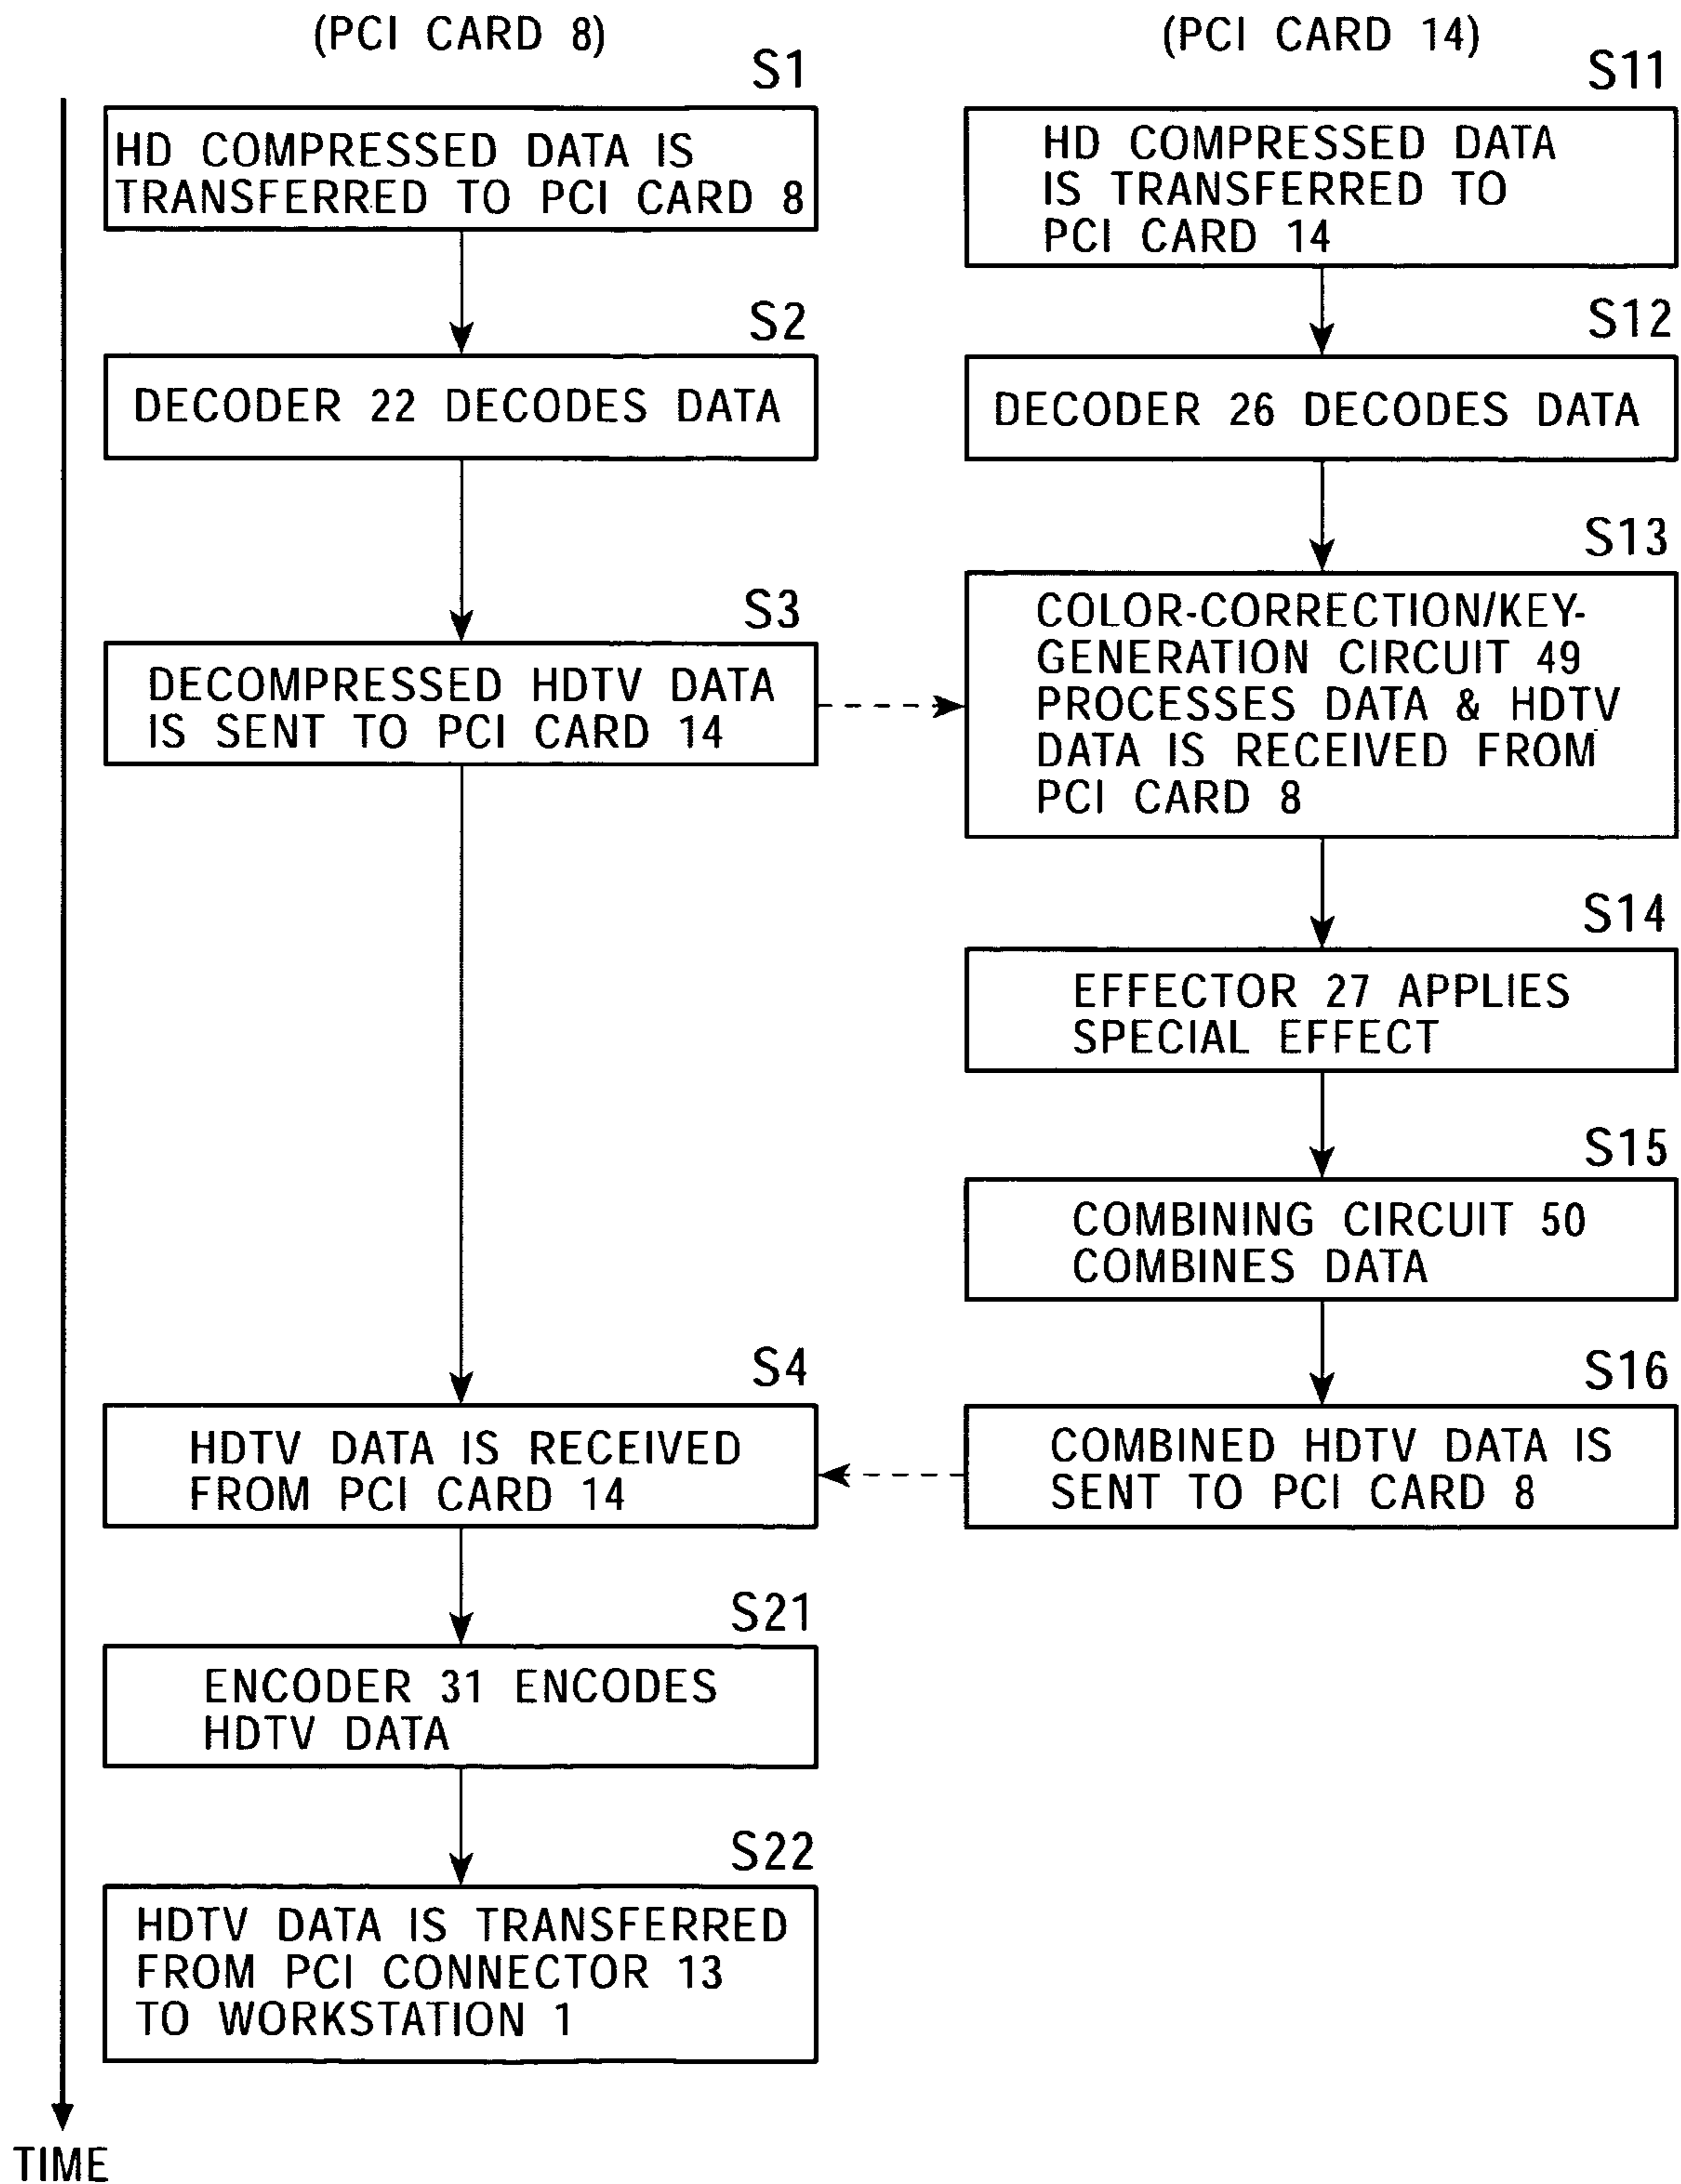 (PCI CARD 8)
S1
HD COMPRESSED DATA IS
TRANSFERRED TO PCI CARD 8
S2
DECODER 22 DECODES DATA
S3
DECOMPRESSED HDTV DATA
IS SENT TO PCI CARD 14
S4
HDTV DATA IS RECEIVED
FROM PCI CARD 14
S21
ENCODER 31 ENCODES
HDTV DATA
S22
HDTV DATA IS TRANSFERRED
FROM PCI CONNECTOR 13
TO WORKSTATION 1
(PCI CARD 14)
S11
HD COMPRESSED DATA
IS TRANSFERRED TO
PCI CARD 14
S12
DECODER 26 DECODES DATA
S13
COLOR-CORRECTION/KEY-
GENERATION CIRCUIT 49
PROCESSES DATA & HDTV
DATA IS RECEIVED FROM
PCI CARD 8
S14
EFFECTOR 27 APPLIES
SPECIAL EFFECT
S15
COMBINING CIRCUIT 50
COMBINES DATA
S16
COMBINED HDTV DATA IS
SENT TO PCI CARD 8
TIME